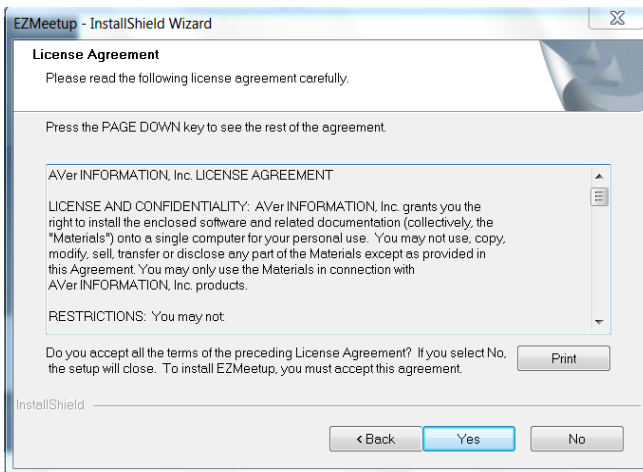 EZMeetup - InstallShield Wizard
License Agreement
Please read the following license agreement carefully.
Press the PAGE DOWN key to see the rest of the agreement.
AVer INFORMATION, Inc. LICENSE AGREEMENT
LICENSE AND CONFIDENTIALITY: AVer INFORMATION, Inc. grants you the
right to install the enclosed software and related documentation (collectively, the
"Materials") onto a single computer for your personal use. You may not use, copy,
modify, sell, transfer or disclose any part of the Materials except as provided in
this Agreement. You may only use the Materials in connection with
AVer INFORMATION, Inc. products.
RESTRICTIONS: You may not:
Do you accept all the terms of the preceding License Agreement? If you select No,
the setup will close. To install EZMeetup, you must accept this agreement.
Print
InstallShield
< Back
Yes
No